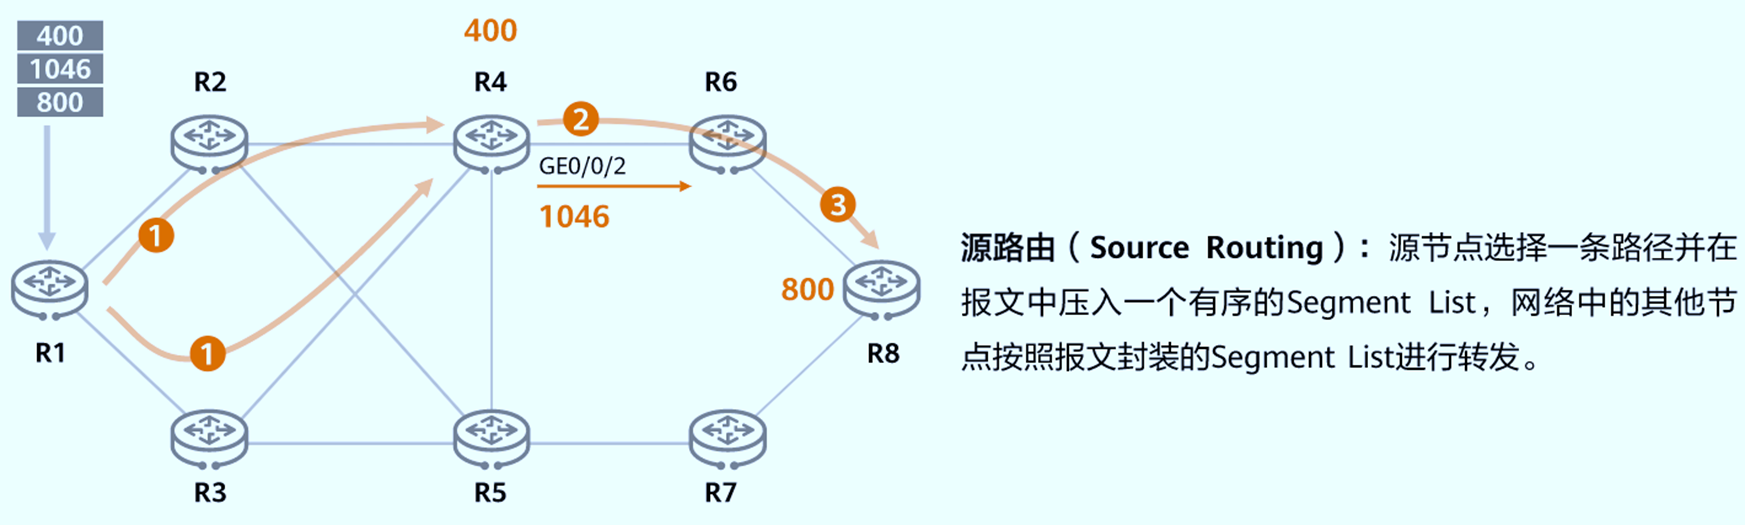 400
1046
800
400
R2
R4
R6
GE0/0/2
1046
1
2
3
1
800
R1
R8
R3
R5
R7
源路由（Source Routing）：源节点选择一条路径并在
报文中压入一个有序的Segment List，网络中的其他节
点按照报文封装的Segment List进行转发。